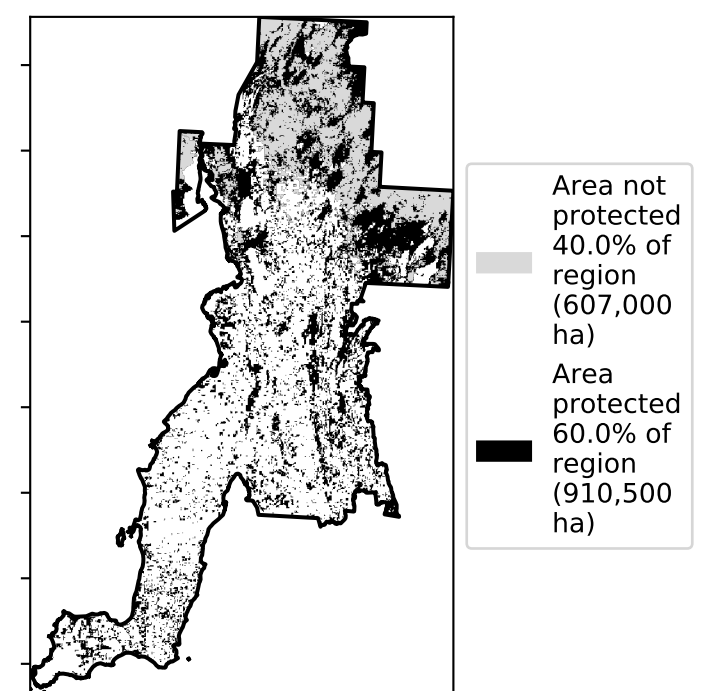 Area not
protected
40.0% of
region
(607,000
ha)
Area
protected
60.0% of
region
(910,500
ha)